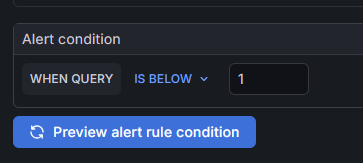 Alert condition
WHEN QUERY IS BELOW 1
Preview alert rule condition